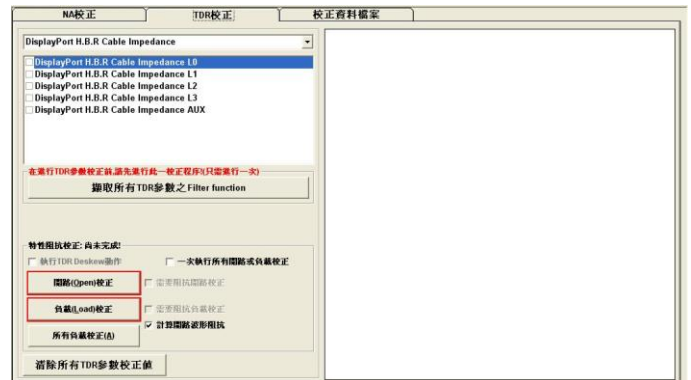 NA校正
TDR校正
校正資料檔案
DisplayPort H.B.R Cable Impedance
DisplayPort H.B.R Cable Impedance L0
DisplayPort H.B.R Cable Impedance L1
DisplayPort H.B.R Cable Impedance L2
DisplayPort H.B.R Cable Impedance L3
DisplayPort H.B.R Cable Impedance AUX
在進行TDR參數校正前,請先進行此一校正程序!(只需進行一次)
擷取所有TDR參數之Filter function
特性阻抗校正: 尚未完成!
執行TDR Deskew動作
一次執行所有開路或負載校正
開路(Open)校正
需要阻抗開路校正
負載(Load)校正
需要阻抗負載校正
計算開路波形阻抗
所有負載校正(A)
清除所有TDR參數校正值